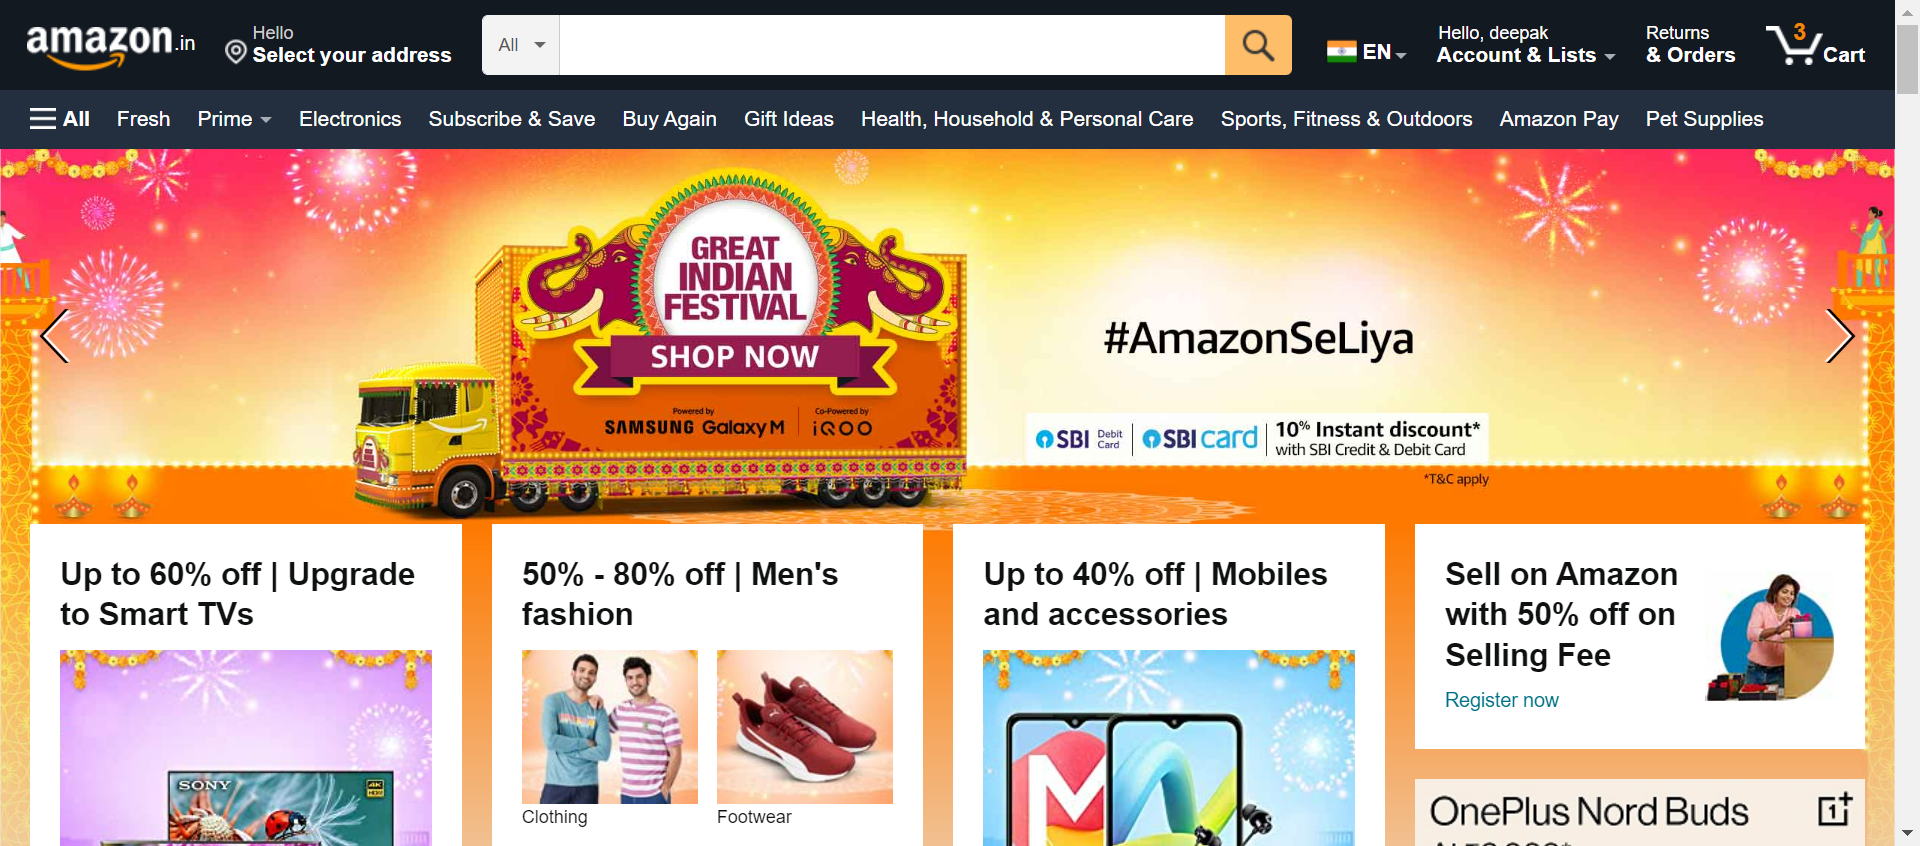 amazon.in
Hello
Select your address
All
EN
Hello, deepak
Account & Lists
Returns
& Orders
3
Cart
All
Fresh
Prime
Electronics
Subscribe & Save
Buy Again
Gift Ideas
Health, Household & Personal Care
Sports, Fitness & Outdoors
Amazon Pay
Pet Supplies
GREAT
INDIAN
FESTIVAL
SHOP NOW
Powered by
SAMSUNG Galaxy M
Co-Powered by
iQOO
#AmazonSeLiya
SBI Debit
Card
SBI card
10% Instant discount*
with SBI Credit & Debit Card
*T&C apply
Up to 60% off | Upgrade
to Smart TVs
SONY
4K
HDR
50% - 80% off | Men's
fashion
Clothing
Footwear
Up to 40% off | Mobiles
and accessories
Sell on Amazon
with 50% off on
Selling Fee
Register now
OnePlus Nord Buds